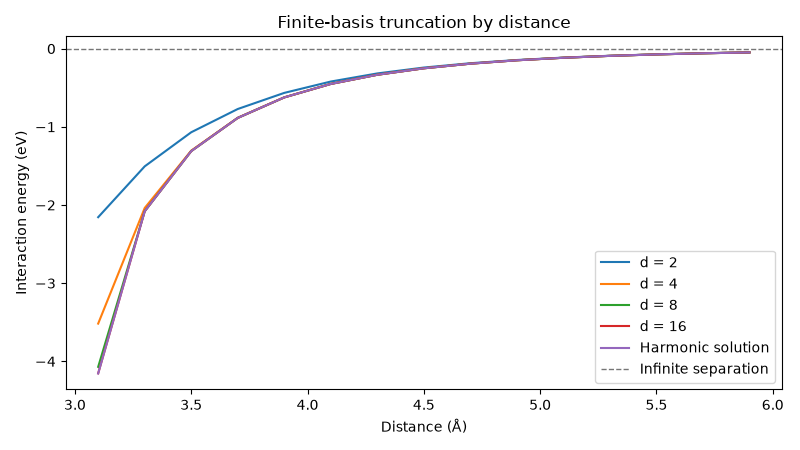 Finite-basis truncation by distance
Interaction energy (eV)
0
−1
−2
−3
−4
3.0
3.5
4.0
4.5
5.0
5.5
6.0
Distance (Å)
d = 2
d = 4
d = 8
d = 16
Harmonic solution
Infinite separation